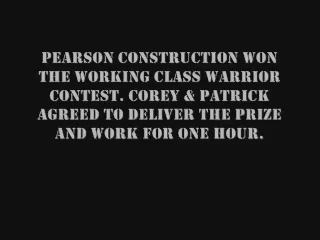 PEARSON CONSTRUCTION WON
THE WORKING CLASS WARRIOR
CONTEST. COREY & PATRICK
AGREED TO DELIVER THE PRIZE
AND WORK FOR ONE HOUR.